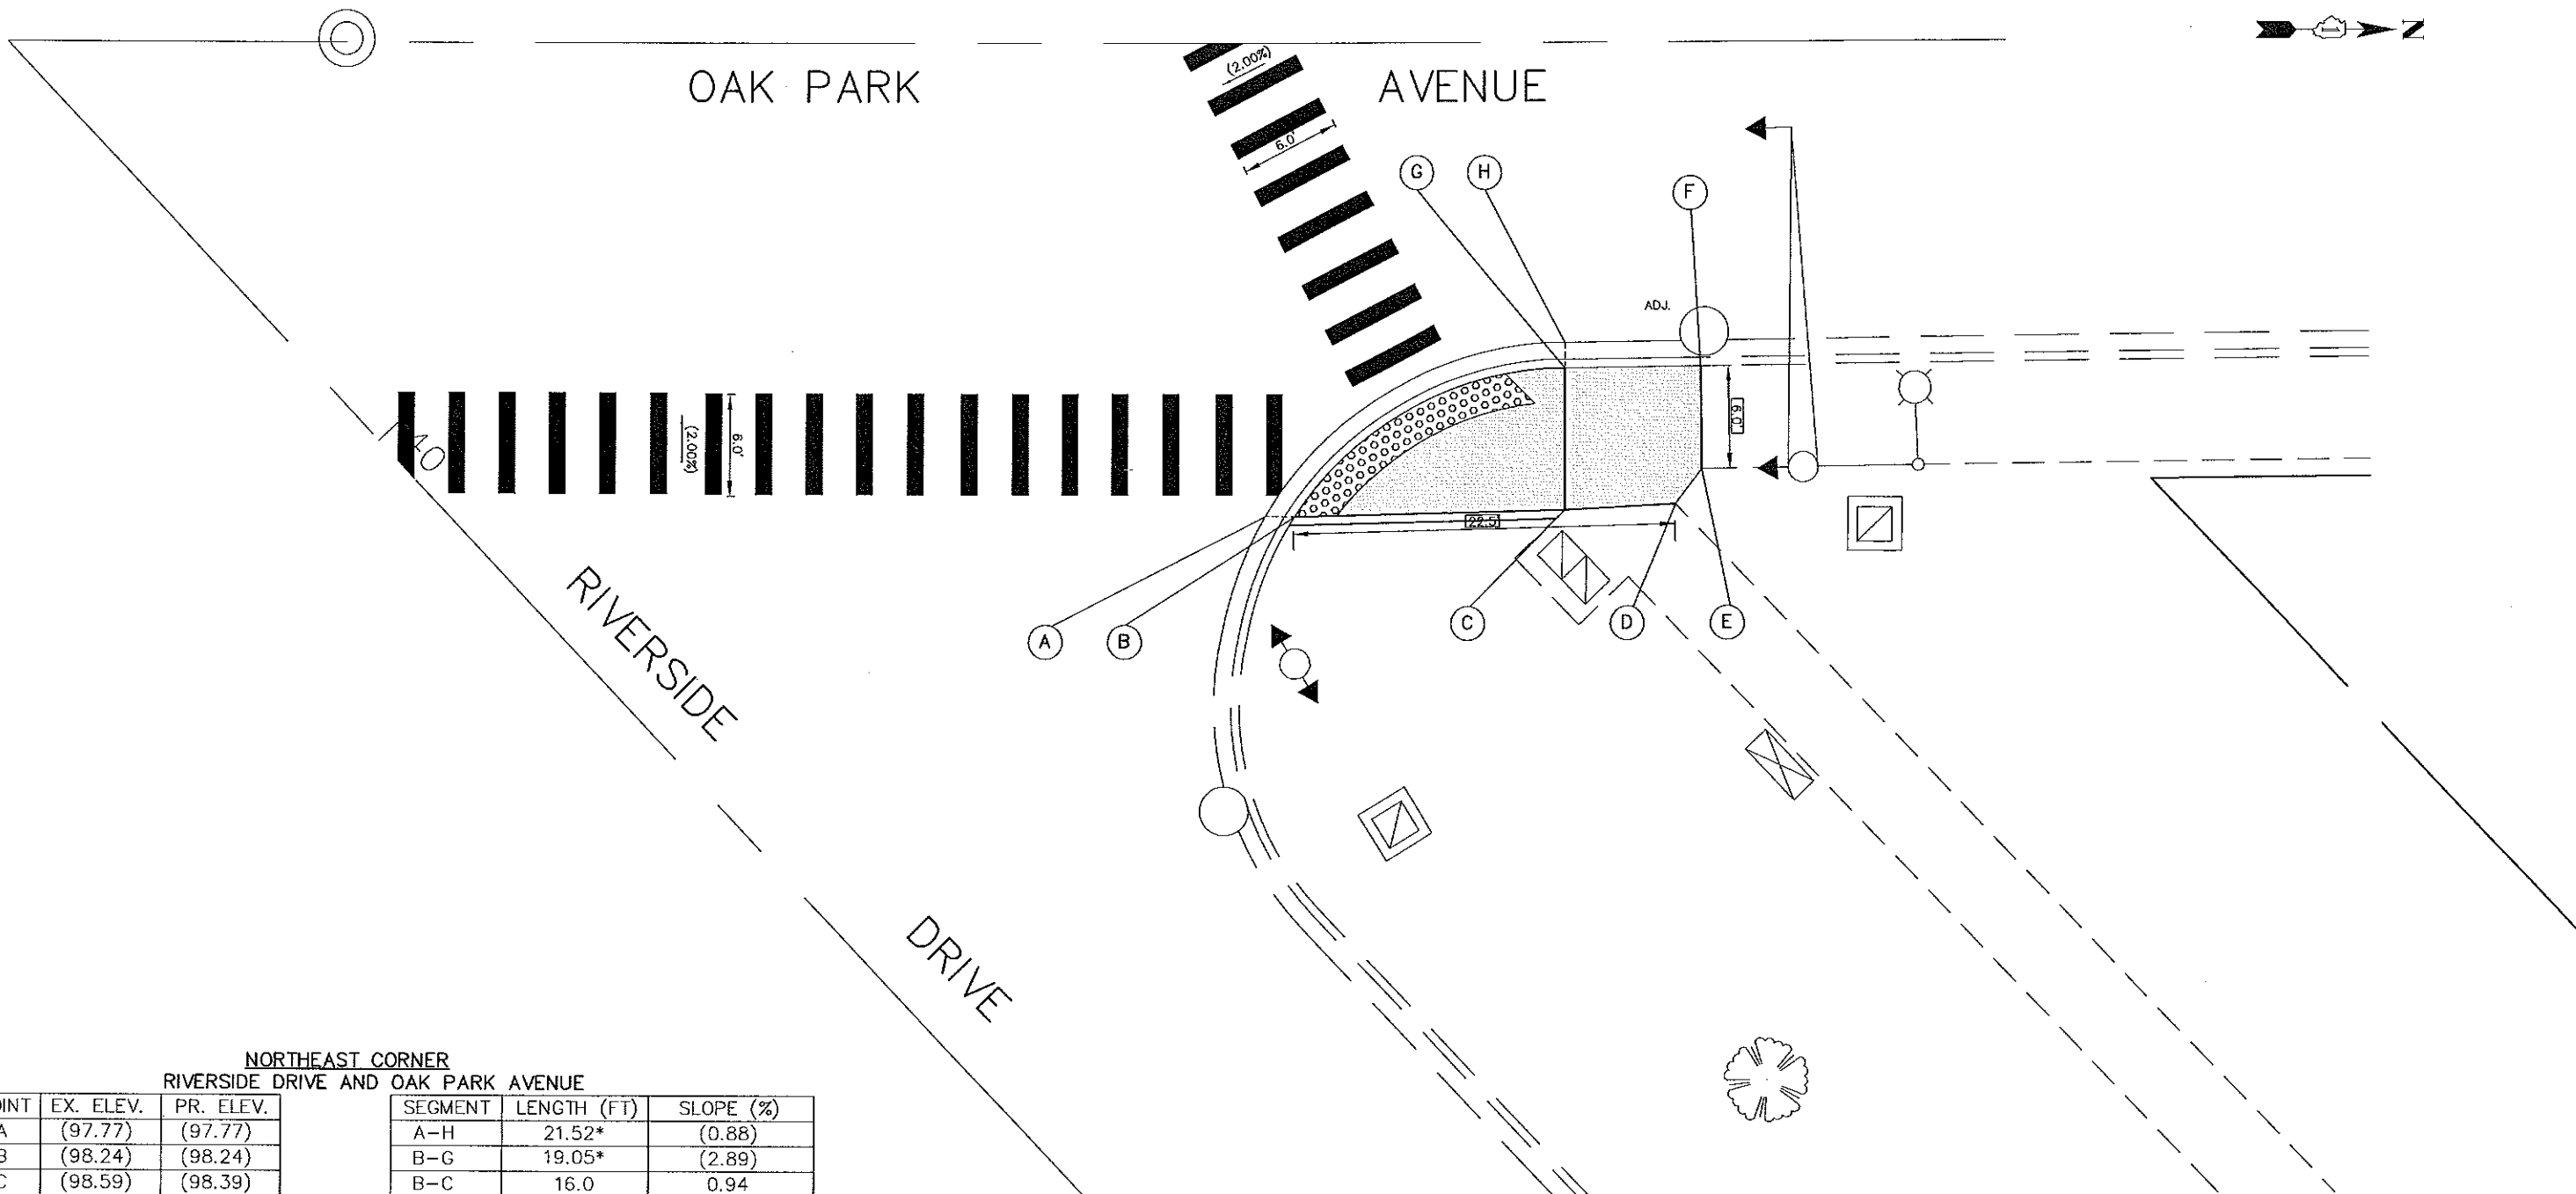 N
OAK PARK AVENUE
(2.00%)
6.0'
G
H
F
ADJ.
6.0'
(2.00%)
6.0'
22.5
A
B
C
D
E
RIVERSIDE
DRIVE
NORTHEAST CORNER
RIVERSIDE DRIVE AND OAK PARK AVENUE
OINT EX. ELEV. PR. ELEV.
A (97.77) (97.77)
B (98.24) (98.24)
C (98.59) (98.39)
SEGMENT LENGTH (FT) SLOPE (%)
A-H 21.52* (0.88)
B-G 19.05* (2.89)
B-C 16.0 0.94